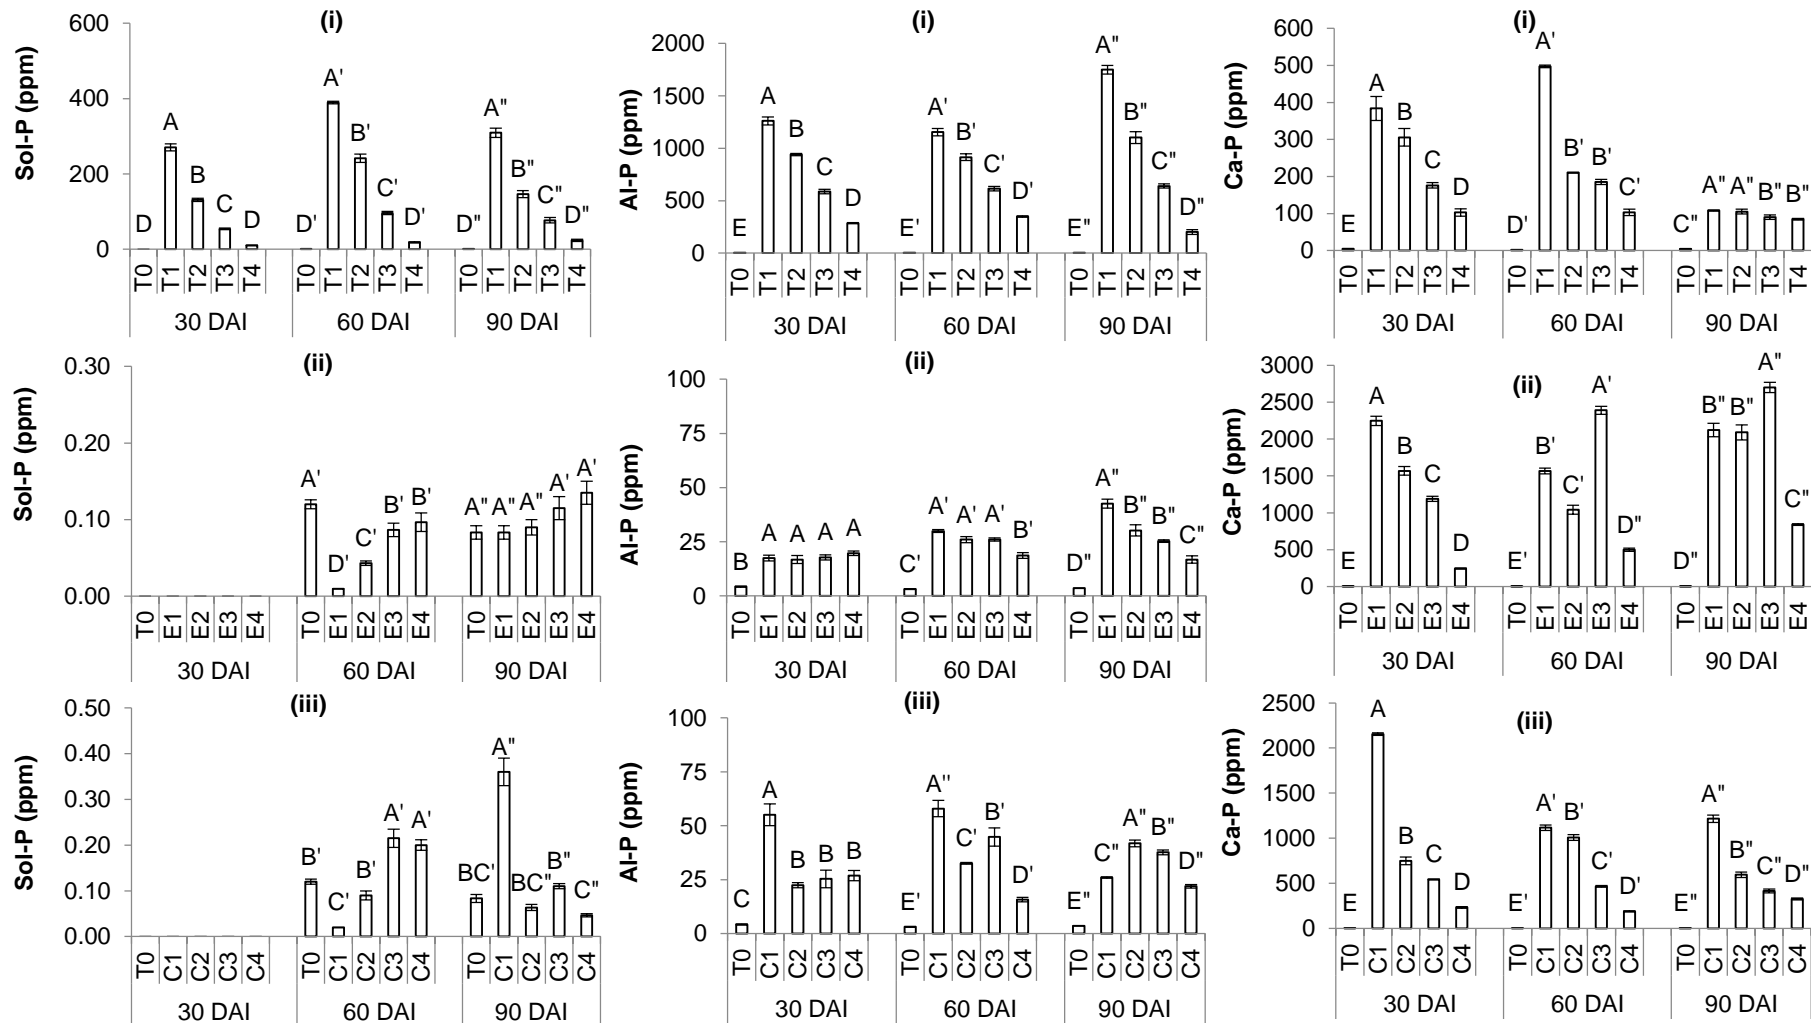 (i)
Sol-P (ppm)
600
400
200
0
D A B C D D' A' B' C' D' D" A" B" C" D"
T0 T1 T2 T3 T4 T0 T1 T2 T3 T4 T0 T1 T2 T3 T4
30 DAI 60 DAI 90 DAI
(i)
Al-P (ppm)
2000
1500
1000
500
0
E A B C D E' A' B' C' D' E" A" B" C" D"
T0 T1 T2 T3 T4 T0 T1 T2 T3 T4 T0 T1 T2 T3 T4
30 DAI 60 DAI 90 DAI
(i)
Ca-P (ppm)
600
500
400
300
200
100
0
E A B C D D' A' B' B' C' C" A" A" B" B"
T0 T1 T2 T3 T4 T0 T1 T2 T3 T4 T0 T1 T2 T3 T4
30 DAI 60 DAI 90 DAI
(ii)
Sol-P (ppm)
0.30
0.20
0.10
0.00
A' D' C' B' B' A" A" A" A' A'
T0 E1 E2 E3 E4 T0 E1 E2 E3 E4 T0 E1 E2 E3 E4
30 DAI 60 DAI 90 DAI
(ii)
Al-P (ppm)
100
75
50
25
0
B A A A A C' A' A' A' B' D" A" B" B" C"
T0 E1 E2 E3 E4 T0 E1 E2 E3 E4 T0 E1 E2 E3 E4
30 DAI 60 DAI 90 DAI
(ii)
Ca-P (ppm)
3000
2500
2000
1500
1000
500
0
E A B C D E' B' C' A' D" D" B" B" A" C"
T0 E1 E2 E3 E4 T0 E1 E2 E3 E4 T0 E1 E2 E3 E4
30 DAI 60 DAI 90 DAI
(iii)
Sol-P (ppm)
0.50
0.40
0.30
0.20
0.10
0.00
B' C' B' A' A' BC' A" BC" B" C"
T0 C1 C2 C3 C4 T0 C1 C2 C3 C4 T0 C1 C2 C3 C4
30 DAI 60 DAI 90 DAI
(iii)
Al-P (ppm)
100
75
50
25
0
C A B B B E' A" C' B' D' E" C" A" B" D"
T0 C1 C2 C3 C4 T0 C1 C2 C3 C4 T0 C1 C2 C3 C4
30 DAI 60 DAI 90 DAI
(iii)
Ca-P (ppm)
2500
2000
1500
1000
500
0
E A B C D E' A' B' C' D' E" A" B" C" D"
T0 C1 C2 C3 C4 T0 C1 C2 C3 C4 T0 C1 C2 C3 C4
30 DAI 60 DAI 90 DAI